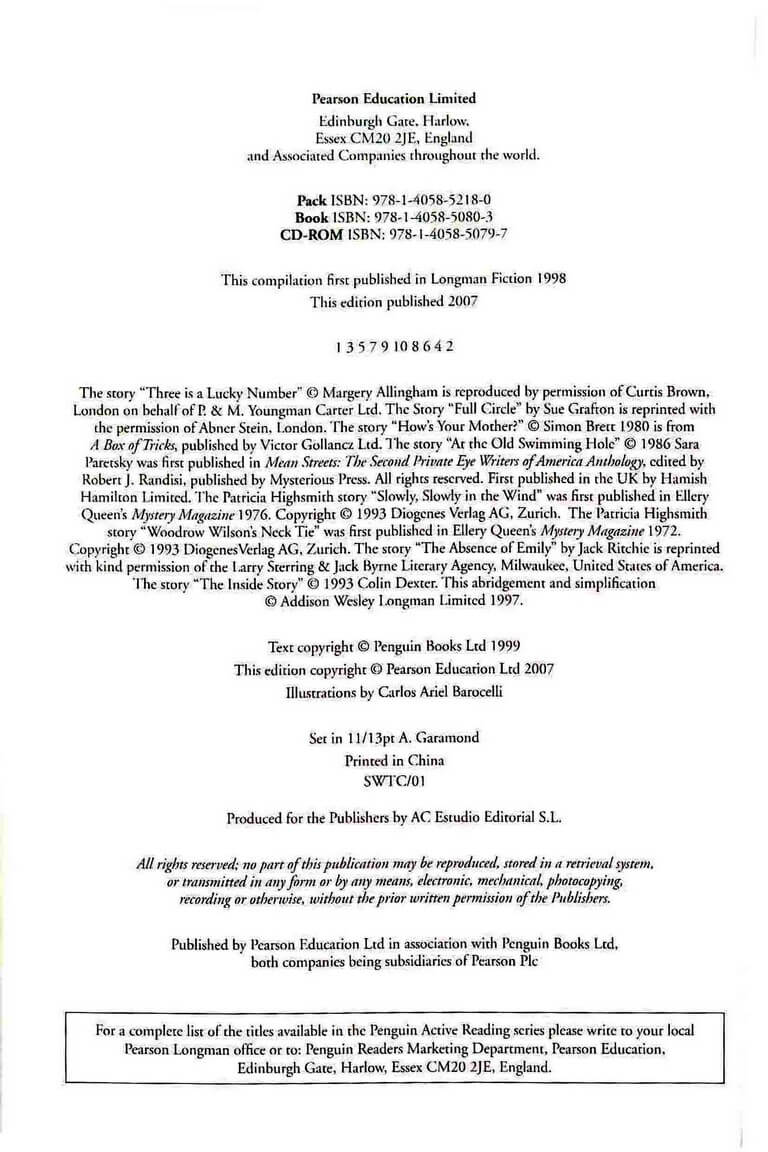 Pearson Education Limited
Edinburgh Gate, Harlow,
Essex CM20 2JE, England
and Associated Companies throughout the world.
Pack ISBN: 978-1-4058-5218-0
Book ISBN: 978-1-4058-5080-3
CD-ROM ISBN: 978-1-4058-5079-7
This compilation first published in Longman Fiction 1998
This edition published 2007
1 3 5 7 9 10 8 6 4 2
The story “Three is a Lucky Number” © Margery Allingham is reproduced by permission of Curtis Brown,
London on behalf of P. & M. Youngman Carter Ltd. The Story “Full Circle” by Sue Grafton is reprinted with
the permission of Abner Stein, London. The story “How’s Your Mother?” © Simon Brett 1980 is from
A Box of Tricks, published by Victor Gollancz Ltd. The story “At the Old Swimming Hole” © 1986 Sara
Paretsky was first published in Mean Streets: The Second Private Eye Writers of America Anthology, edited by
Robert J. Randisi, published by Mysterious Press. All rights reserved. First published in the UK by Hamish
Hamilton Limited. The Patricia Highsmith story “Slowly, Slowly in the Wind” was first published in Ellery
Queen’s Mystery Magazine 1976. Copyright © 1993 Diogenes Verlag AG, Zurich. The Patricia Highsmith
story “Woodrow Wilson’s Neck Tie” was first published in Ellery Queen’s Mystery Magazine 1972.
Copyright © 1993 DiogenesVerlag AG, Zurich. The story “The Absence of Emily” by Jack Ritchie is reprinted
with kind permission of the Larry Sterring & Jack Byrne Literary Agency, Milwaukee, United States of America.
The story “The Inside Story” © 1993 Colin Dexter. This abridgement and simplification
© Addison Wesley Longman Limited 1997.
Text copyright © Penguin Books Ltd 1999
This edition copyright © Pearson Education Ltd 2007
Illustrations by Carlos Ariel Barocelli
Set in 11/13pt A. Garamond
Printed in China
SWTC/01
Produced for the Publishers by AC Estudio Editorial S.L.
All rights reserved; no part of this publication may be reproduced, stored in a retrieval system,
or transmitted in any form or by any means, electronic, mechanical, photocopying,
recording or otherwise, without the prior written permission of the Publishers.
Published by Pearson Education Ltd in association with Penguin Books Ltd,
both companies being subsidiaries of Pearson Plc
For a complete list of the titles available in the Penguin Active Reading series please write to your local
Pearson Longman office or to: Penguin Readers Marketing Department, Pearson Education,
Edinburgh Gate, Harlow, Essex CM20 2JE, England.